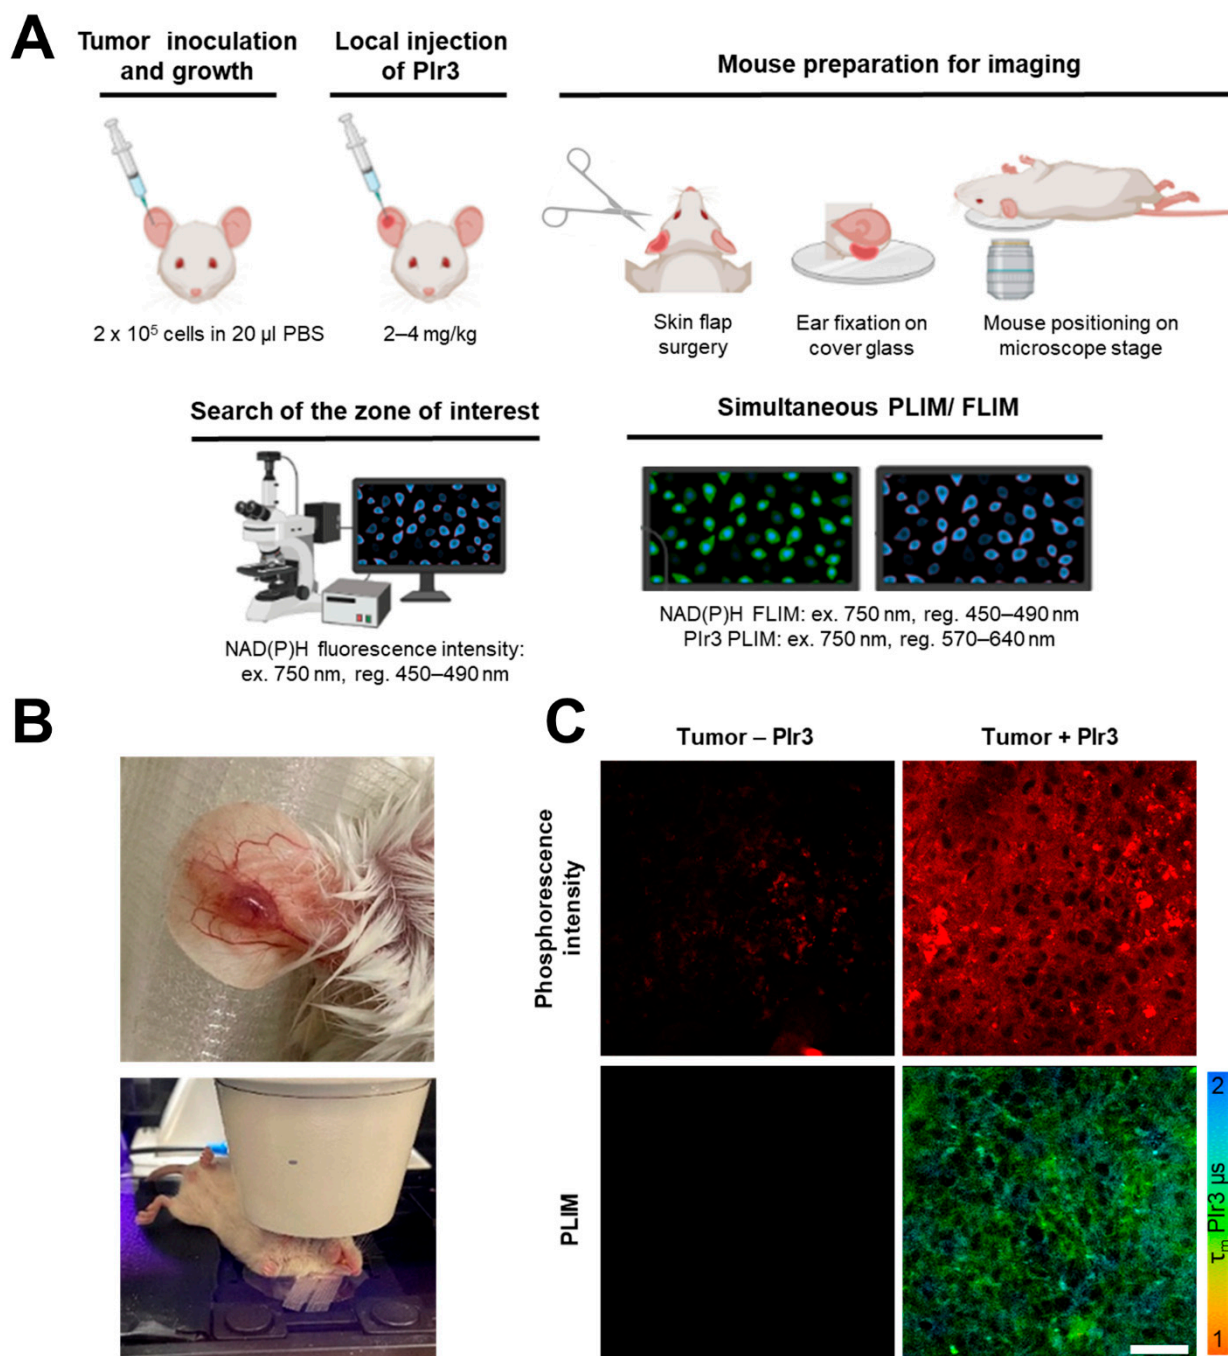 A
Tumor inoculation
and growth
Local injection
of PIr3
Mouse preparation for imaging
2 x 10⁵ cells in 20 µl PBS
2–4 mg/kg
Skin flap
surgery
Ear fixation on
cover glass
Mouse positioning on
microscope stage
Search of the zone of interest
Simultaneous PLIM/ FLIM
NAD(P)H fluorescence intensity:
ex. 750 nm, reg. 450–490 nm
NAD(P)H FLIM: ex. 750 nm, reg. 450–490 nm
PIr3 PLIM: ex. 750 nm, reg. 570–640 nm
B
C
Tumor – PIr3
Tumor + PIr3
Phosphorescence
intensity
PLIM
2
τm PIr3 µs
1